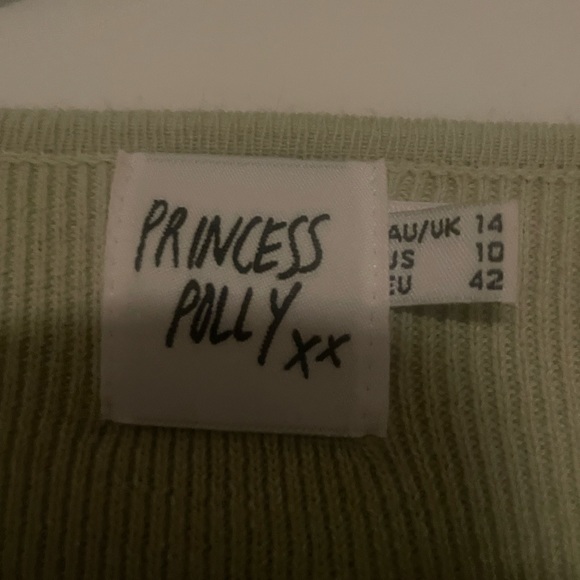 PRINCESS
POLLY xx
AU/UK 14
US 10
EU 42